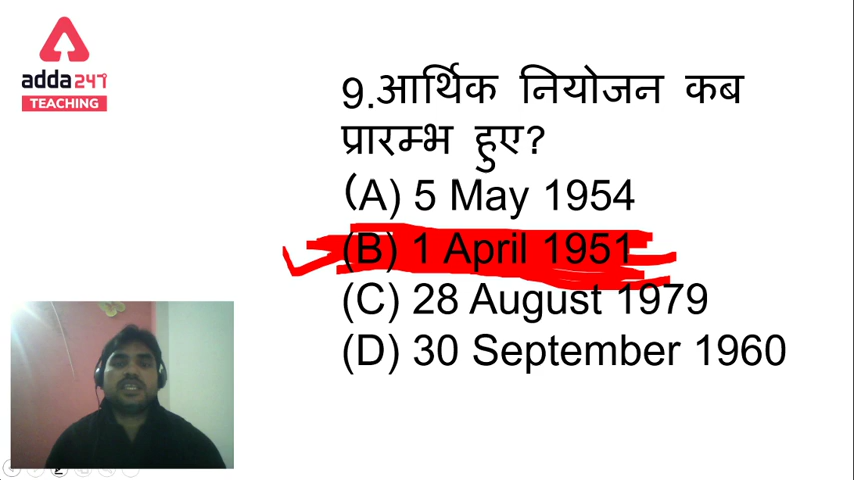 adda247
TEACHING
9.आर्थिक नियोजन कब
प्रारम्भ हुए?
(A) 5 May 1954
(B) 1 April 1951
(C) 28 August 1979
(D) 30 September 1960